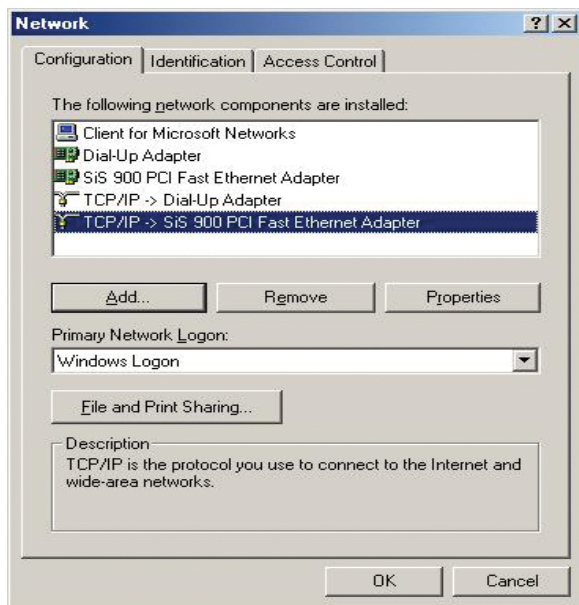 Network
Configuration Identification Access Control
The following network components are installed:
Client for Microsoft Networks
Dial-Up Adapter
SiS 900 PCI Fast Ethernet Adapter
TCP/IP -> Dial-Up Adapter
TCP/IP -> SiS 900 PCI Fast Ethernet Adapter
Add... Remove Properties
Primary Network Logon:
Windows Logon
File and Print Sharing...
Description
TCP/IP is the protocol you use to connect to the Internet and
wide-area networks.
OK Cancel